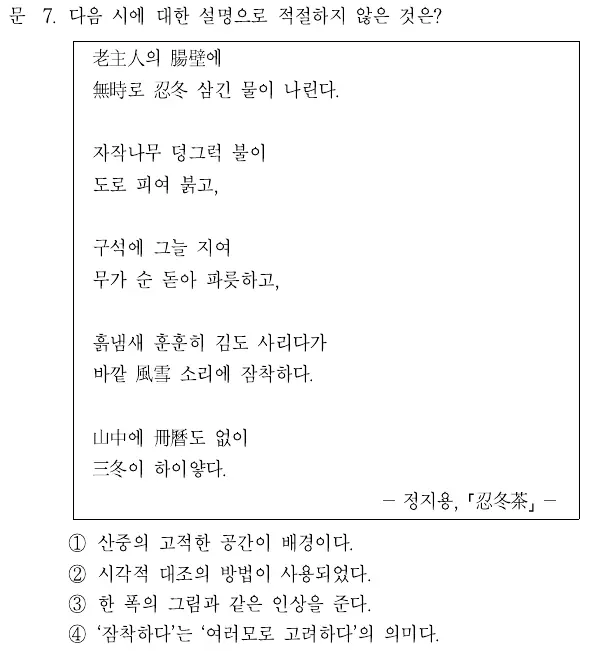 문 7. 다음 시에 대한 설명으로 적절하지 않은 것은?
老主人의 腸壁에
無時로 忍冬 삼긴 물이 나린다.
자작나무 덩그럭 불이
도로 피여 붉고,
구석에 그늘 지여
무가 순 돋아 파릇하고,
흙냄새 훈훈히 김도 사리다가
바깥 風雪 소리에 잠착하다.
山中에 冊曆도 없이
三冬이 하이얗다.
- 정지용, 「忍冬茶」 -
① 산중의 고적한 공간이 배경이다.
② 시각적 대조의 방법이 사용되었다.
③ 한 폭의 그림과 같은 인상을 준다.
④ ‘잠착하다’는 ‘여러모로 고려하다’의 의미다.